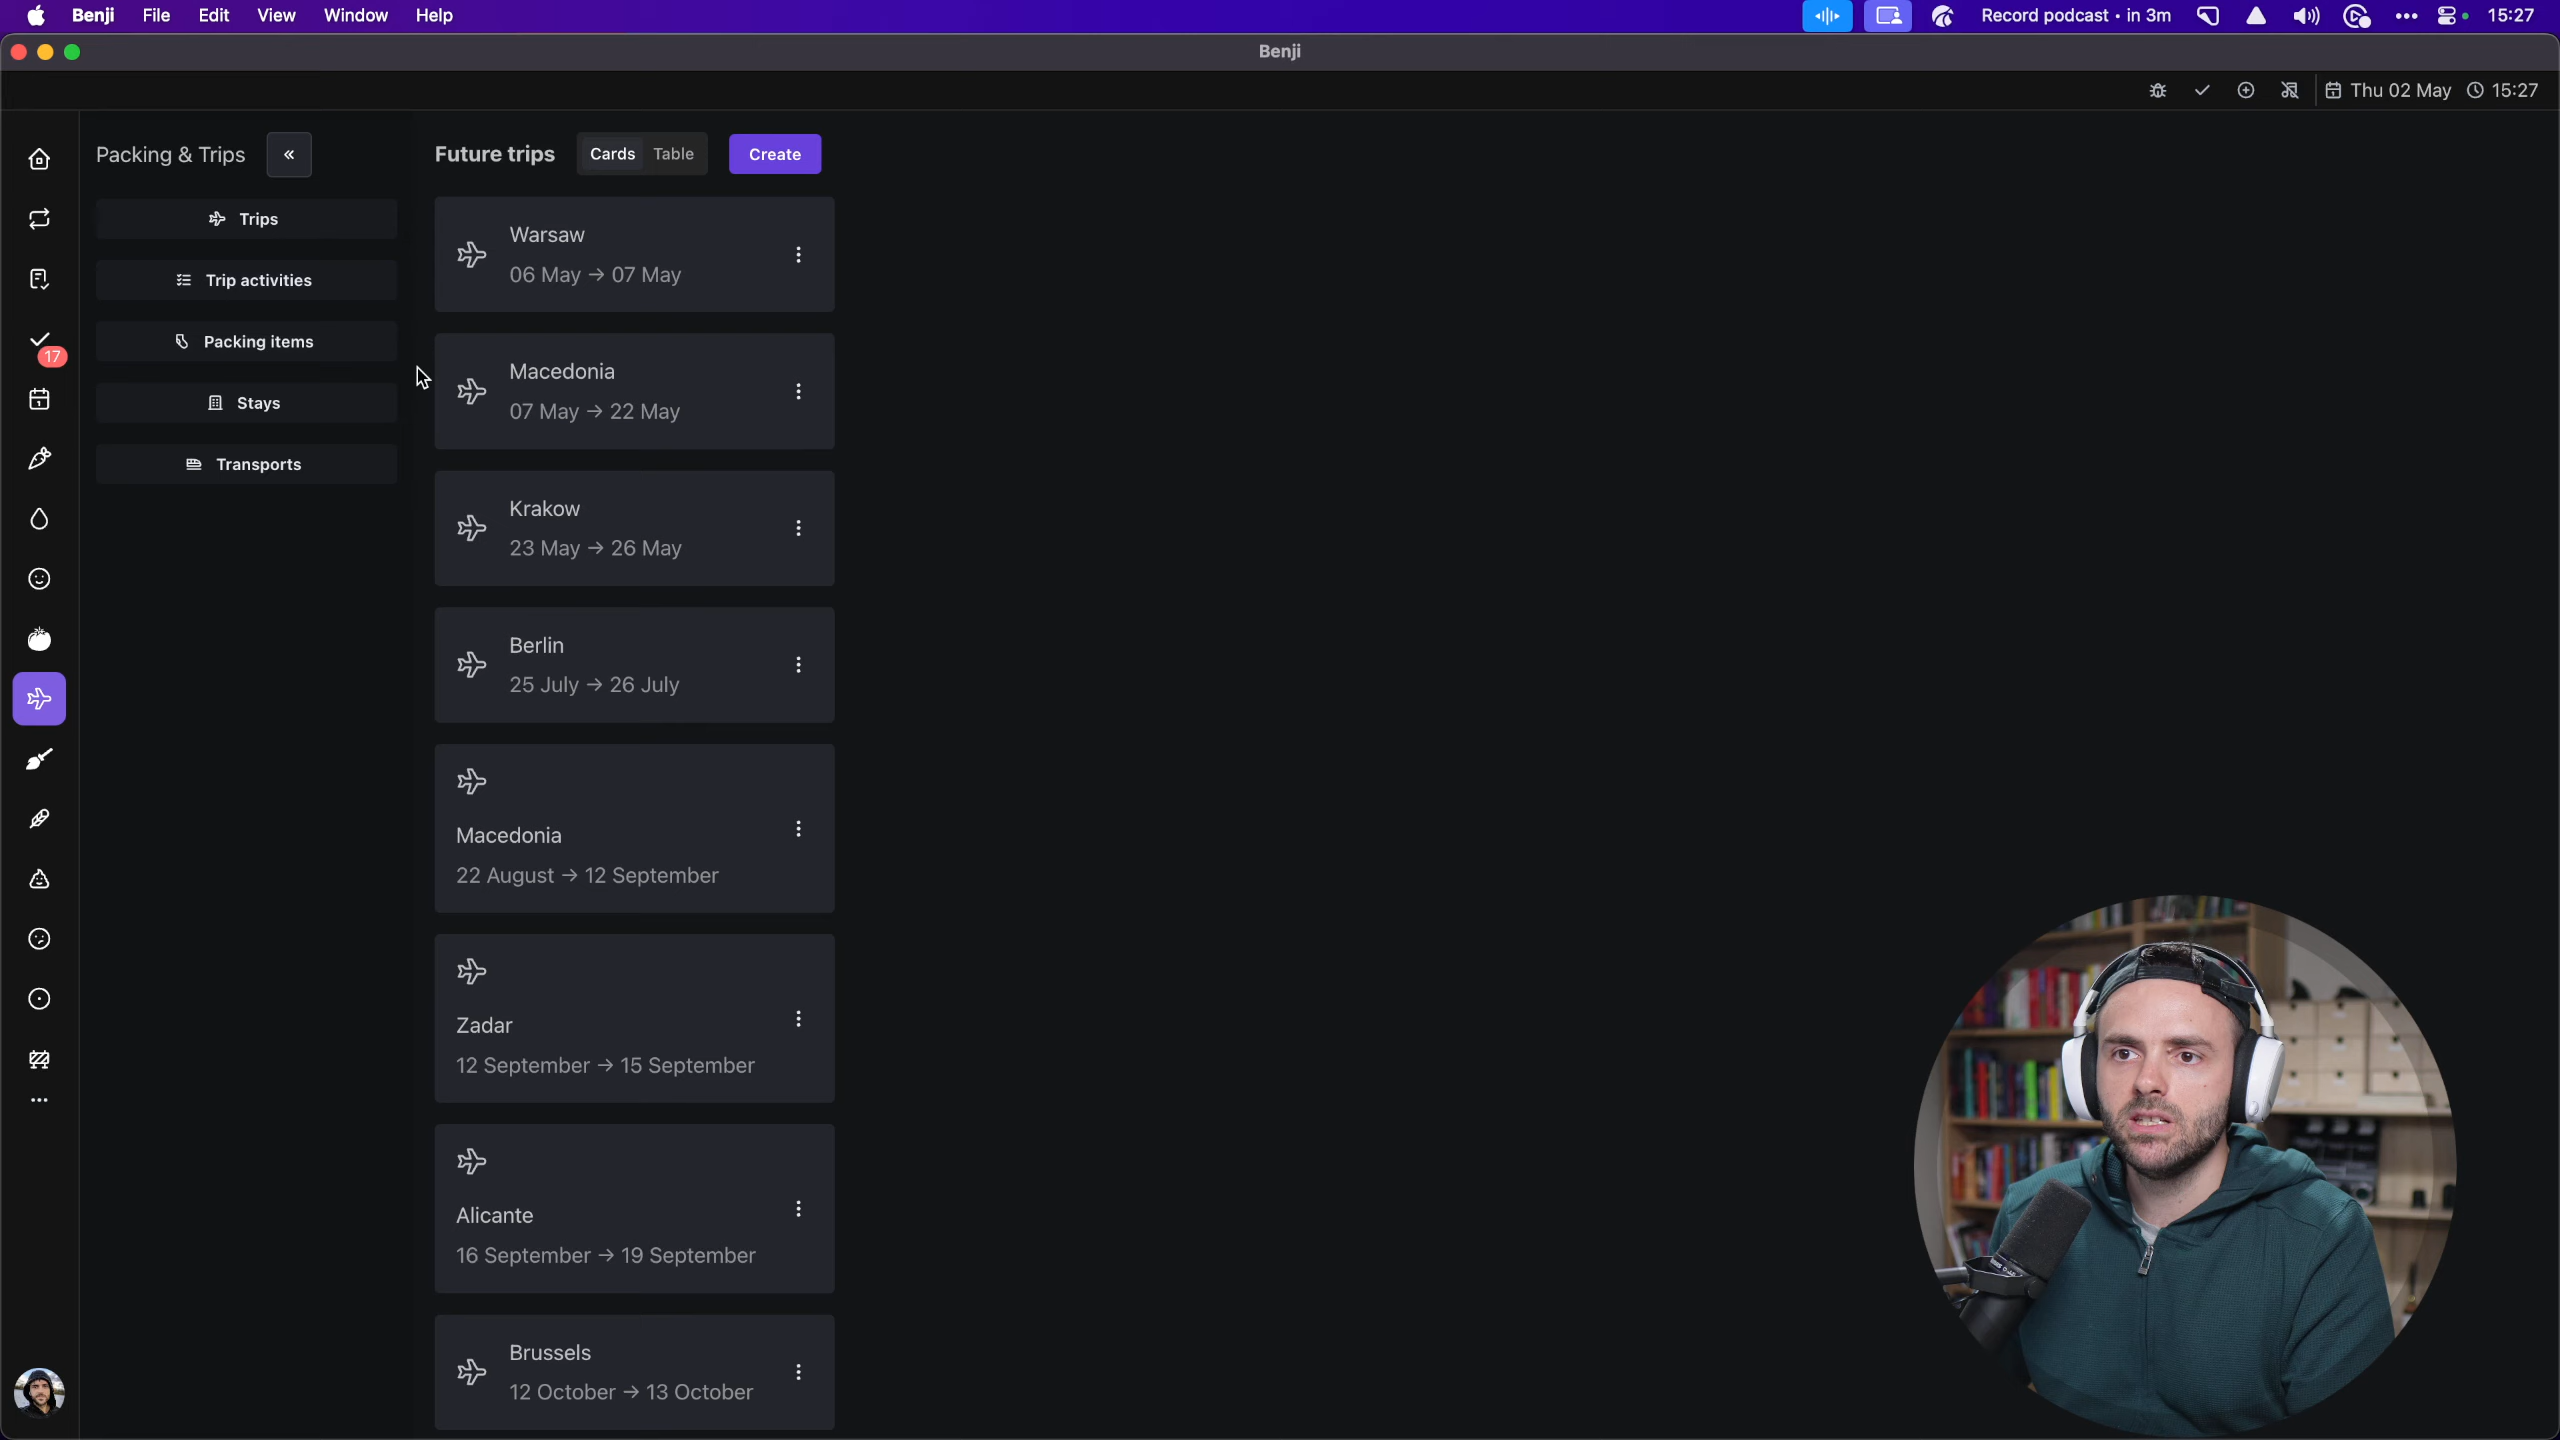 Benji File Edit View Window Help Record podcast • in 3m 15:27
Benji
Thu 02 May 15:27
Packing & Trips «
Trips
Trip activities
Packing items
17
Stays
Transports
Future trips Cards Table Create
Warsaw
06 May → 07 May
Macedonia
07 May → 22 May
Krakow
23 May → 26 May
Berlin
25 July → 26 July
Macedonia
22 August → 12 September
Zadar
12 September → 15 September
Alicante
16 September → 19 September
Brussels
12 October → 13 October